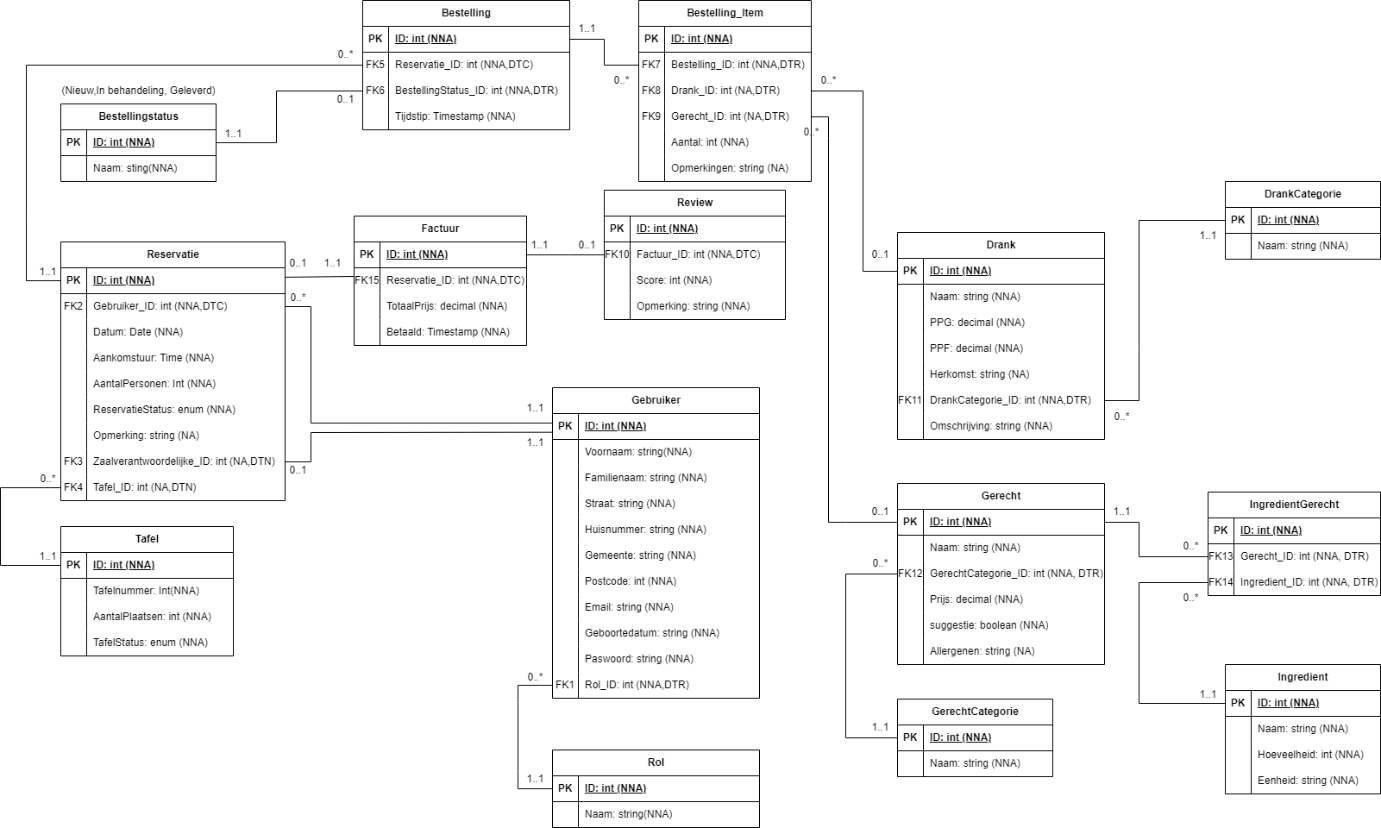 Bestelling
PK ID: int (NNA)
FK5 Reservatie_ID: int (NNA,DTC)
FK6 BestellingStatus_ID: int (NNA,DTR)
Tijdstip: Timestamp (NNA)
1..1
0..*
0..*
0..1
Bestelling_Item
PK ID: int (NNA)
FK7 Bestelling_ID: int (NNA,DTR)
FK8 Drank_ID: int (NA,DTR)
FK9 Gerecht_ID: int (NA,DTR)
Aantal: int (NNA)
Opmerkingen: string (NA)
0..*
0..*
(Nieuw,In behandeling, Geleverd)
Bestellingstatus
PK ID: int (NNA)
Naam: sting(NNA)
1..1
Review
PK ID: int (NNA)
FK10 Factuur_ID: int (NNA,DTC)
Score: int (NNA)
Opmerking: string (NNA)
Factuur
PK ID: int (NNA)
FK15 Reservatie_ID: int (NNA,DTC)
TotaalPrijs: decimal (NNA)
Betaald: Timestamp (NNA)
1..1
0..1
DrankCategorie
PK ID: int (NNA)
Naam: string (NNA)
1..1
Drank
PK ID: int (NNA)
Naam: string (NNA)
PPG: decimal (NNA)
PPF: decimal (NNA)
Herkomst: string (NA)
FK11 DrankCategorie_ID: int (NNA,DTR)
Omschrijving: string (NNA)
0..1
0..*
Reservatie
PK ID: int (NNA)
FK2 Gebruiker_ID: int (NNA,DTC)
Datum: Date (NNA)
Aankomstuur: Time (NNA)
AantalPersonen: Int (NNA)
ReservatieStatus: enum (NNA)
Opmerking: string (NA)
FK3 Zaalverantwoordelijke_ID: int (NA,DTN)
FK4 Tafel_ID: int (NA,DTN)
1..1
0..1
1..1
0..*
0..1
0..*
Gebruiker
PK ID: int (NNA)
Voornaam: string(NNA)
Familienaam: string (NNA)
Straat: string (NNA)
Huisnummer: string (NNA)
Gemeente: string (NNA)
Postcode: int (NNA)
Email: string (NNA)
Geboortedatum: string (NNA)
Paswoord: string (NNA)
FK1 Rol_ID: int (NNA,DTR)
1..1
1..1
0..*
Tafel
PK ID: int (NNA)
Tafelnummer: Int(NNA)
AantalPlaatsen: int (NNA)
TafelStatus: enum (NNA)
1..1
Gerecht
PK ID: int (NNA)
Naam: string (NNA)
FK12 GerechtCategorie_ID: int (NNA, DTR)
Prijs: decimal (NNA)
suggestie: boolean (NNA)
Allergenen: string (NA)
0..1
1..1
0..*
IngredientGerecht
PK ID: int (NNA)
FK13 Gerecht_ID: int (NNA, DTR)
FK14 Ingredient_ID: int (NNA, DTR)
0..*
0..*
GerechtCategorie
PK ID: int (NNA)
Naam: string (NNA)
1..1
Ingredient
PK ID: int (NNA)
Naam: string (NNA)
Hoeveelheid: int (NNA)
Eenheid: string (NNA)
1..1
Rol
PK ID: int (NNA)
Naam: string(NNA)
1..1